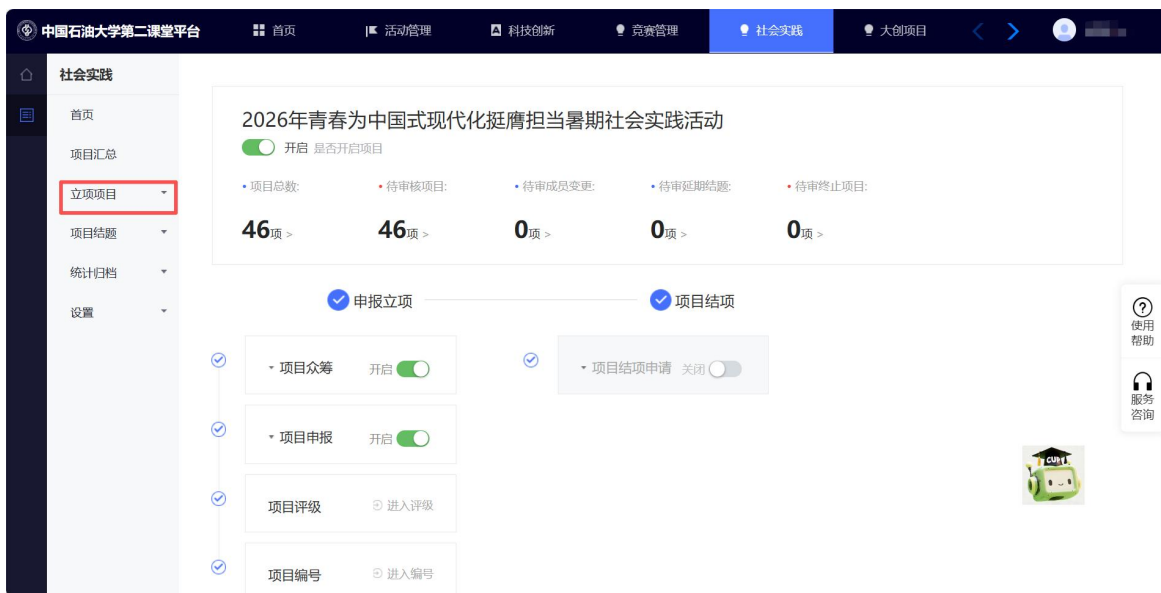 中国石油大学第二课堂平台 首页 活动管理 科技创新 竞赛管理 社会实践 大创项目
社会实践
首页
项目汇总
立项项目
项目结题
统计归档
设置
2026年青春为中国式现代化挺膺担当暑期社会实践活动
开启 是否开启项目
项目总数: 待审核项目: 待审成员变更: 待审延期结题: 待审终止项目:
46项 > 46项 > 0项 > 0项 > 0项 >
申报立项 项目结项
项目众筹 开启 项目结项申请 关闭
项目申报 开启
项目评级 进入评级
项目编号 进入编号
使用
帮助
服务
咨询
CUP